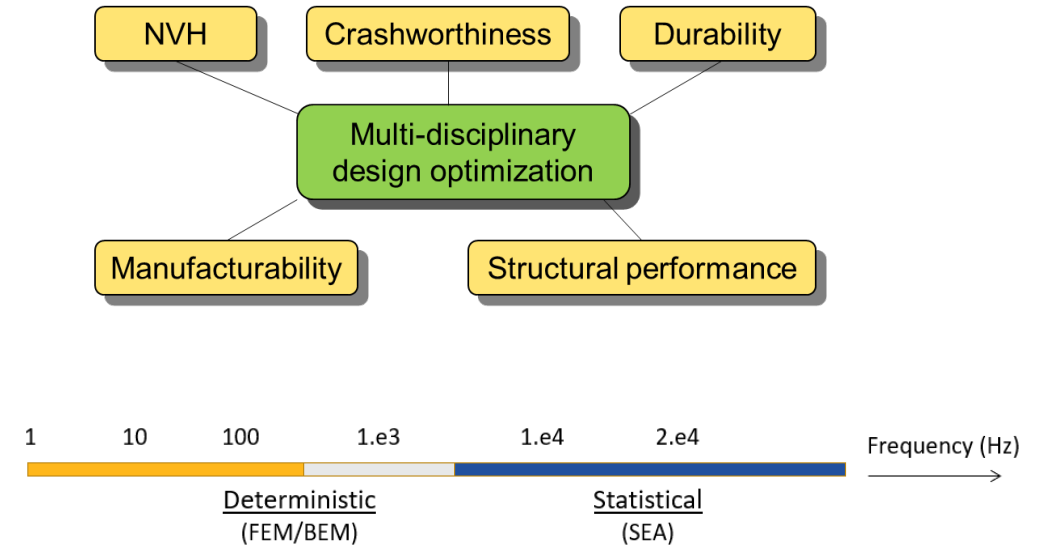 NVH
Crashworthiness
Durability
Multi-disciplinary
design optimization
Manufacturability
Structural performance
1 10 100 1.e3 1.e4 2.e4
Frequency (Hz)
Deterministic
(FEM/BEM)
Statistical
(SEA)